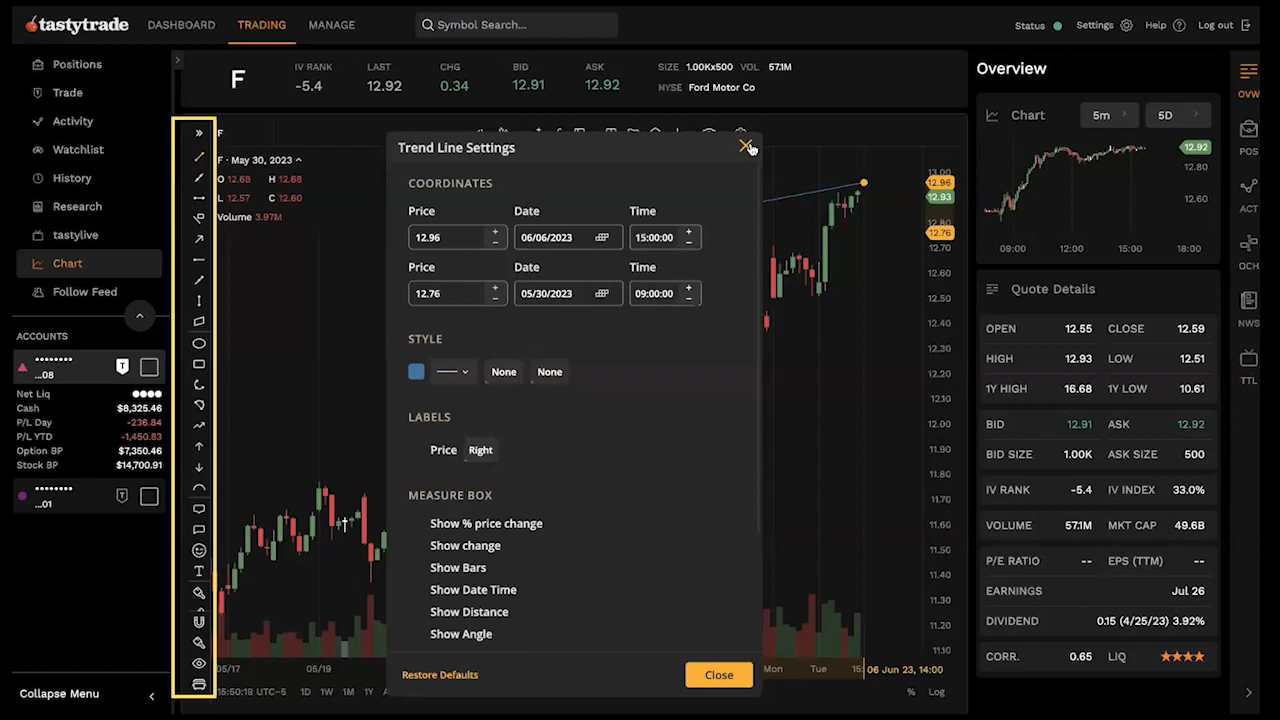 tastytrade
DASHBOARD
TRADING
MANAGE
Symbol Search...
Status
Settings
Help
Log out
Positions
Trade
Activity
Watchlist
History
Research
tastylive
Chart
Follow Feed
ACCOUNTS
...08
Net Liq
Cash $8,325.46
P/L Day -236.84
P/L YTD -1,450.83
Option BP $7,350.46
Stock BP $14,700.91
...01
Collapse Menu
F
IV RANK
-5.4
LAST
12.92
CHG
0.34
BID
12.91
ASK
12.92
SIZE 1.00Kx500 VOL 57.1M
NYSE Ford Motor Co
F
F · May 30, 2023
O 12.68 H 12.68
L 12.57 C 12.60
Volume 3.97M
Trend Line Settings
COORDINATES
Price Date Time
12.96 06/06/2023 15:00:00
Price Date Time
12.76 05/30/2023 09:00:00
STYLE
None None
LABELS
Price Right
MEASURE BOX
Show % price change
Show change
Show Bars
Show Date Time
Show Distance
Show Angle
Restore Defaults
Close
13.00
12.96
12.93
12.80
12.76
12.70
12.60
12.50
12.40
12.30
12.20
12.10
12.00
11.90
11.80
11.70
11.60
11.50
11.40
11.30
11.20
11.10
05/17 05/19 Mon Tue 15: 06 Jun 23, 14:00
15:50:19 UTC-5 1D 1W 1M 1Y % Log
Overview
Chart 5m 5D
12.92
12.80
12.60
09:00 12:00 15:00 18:00
Quote Details
OPEN 12.55 CLOSE 12.59
HIGH 12.93 LOW 12.51
1Y HIGH 16.68 1Y LOW 10.61
BID 12.91 ASK 12.92
BID SIZE 1.00K ASK SIZE 500
IV RANK -5.4 IV INDEX 33.0%
VOLUME 57.1M MKT CAP 49.6B
P/E RATIO -- EPS (TTM) --
EARNINGS Jul 26
DIVIDEND 0.15 (4/25/23) 3.92%
CORR. 0.65 LIQ
OVW
POS
ACT
OCH
NWS
TTL